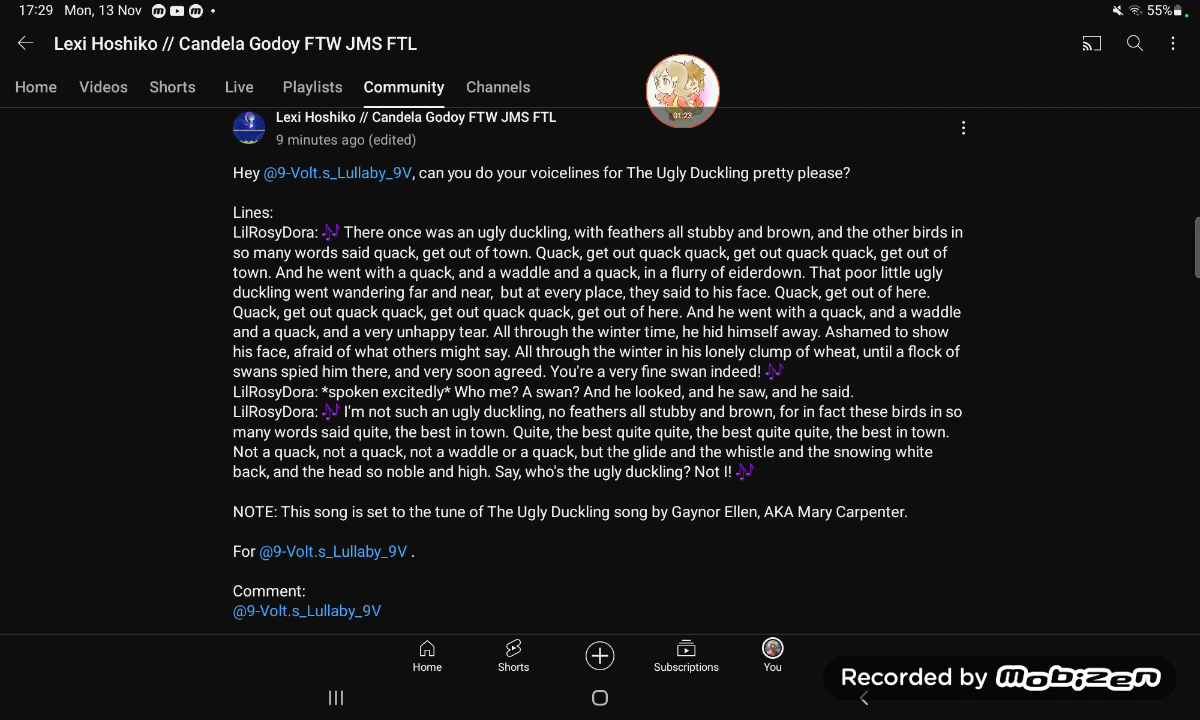 17:29 Mon, 13 Nov
55%
Lexi Hoshiko // Candela Godoy FTW JMS FTL
Home Videos Shorts Live Playlists Community Channels
01:23
Lexi Hoshiko // Candela Godoy FTW JMS FTL
9 minutes ago (edited)
Hey @9-Volt.s_Lullaby_9V, can you do your voicelines for The Ugly Duckling pretty please?
Lines:
LilRosyDora: 🎶 There once was an ugly duckling, with feathers all stubby and brown, and the other birds in
so many words said quack, get out of town. Quack, get out quack quack, get out quack quack, get out of
town. And he went with a quack, and a waddle and a quack, in a flurry of eiderdown. That poor little ugly
duckling went wandering far and near,  but at every place, they said to his face. Quack, get out of here.
Quack, get out quack quack, get out quack quack, get out of here. And he went with a quack, and a waddle
and a quack, and a very unhappy tear. All through the winter time, he hid himself away. Ashamed to show
his face, afraid of what others might say. All through the winter in his lonely clump of wheat, until a flock of
swans spied him there, and very soon agreed. You're a very fine swan indeed! 🎶
LilRosyDora: *spoken excitedly* Who me? A swan? And he looked, and he saw, and he said.
LilRosyDora: 🎶 I'm not such an ugly duckling, no feathers all stubby and brown, for in fact these birds in so
many words said quite, the best in town. Quite, the best quite quite, the best quite quite, the best in town.
Not a quack, not a quack, not a waddle or a quack, but the glide and the whistle and the snowing white
back, and the head so noble and high. Say, who's the ugly duckling? Not I! 🎶
NOTE: This song is set to the tune of The Ugly Duckling song by Gaynor Ellen, AKA Mary Carpenter.
For @9-Volt.s_Lullaby_9V .
Comment:
@9-Volt.s_Lullaby_9V
Home Shorts Subscriptions You
Recorded by mobizen